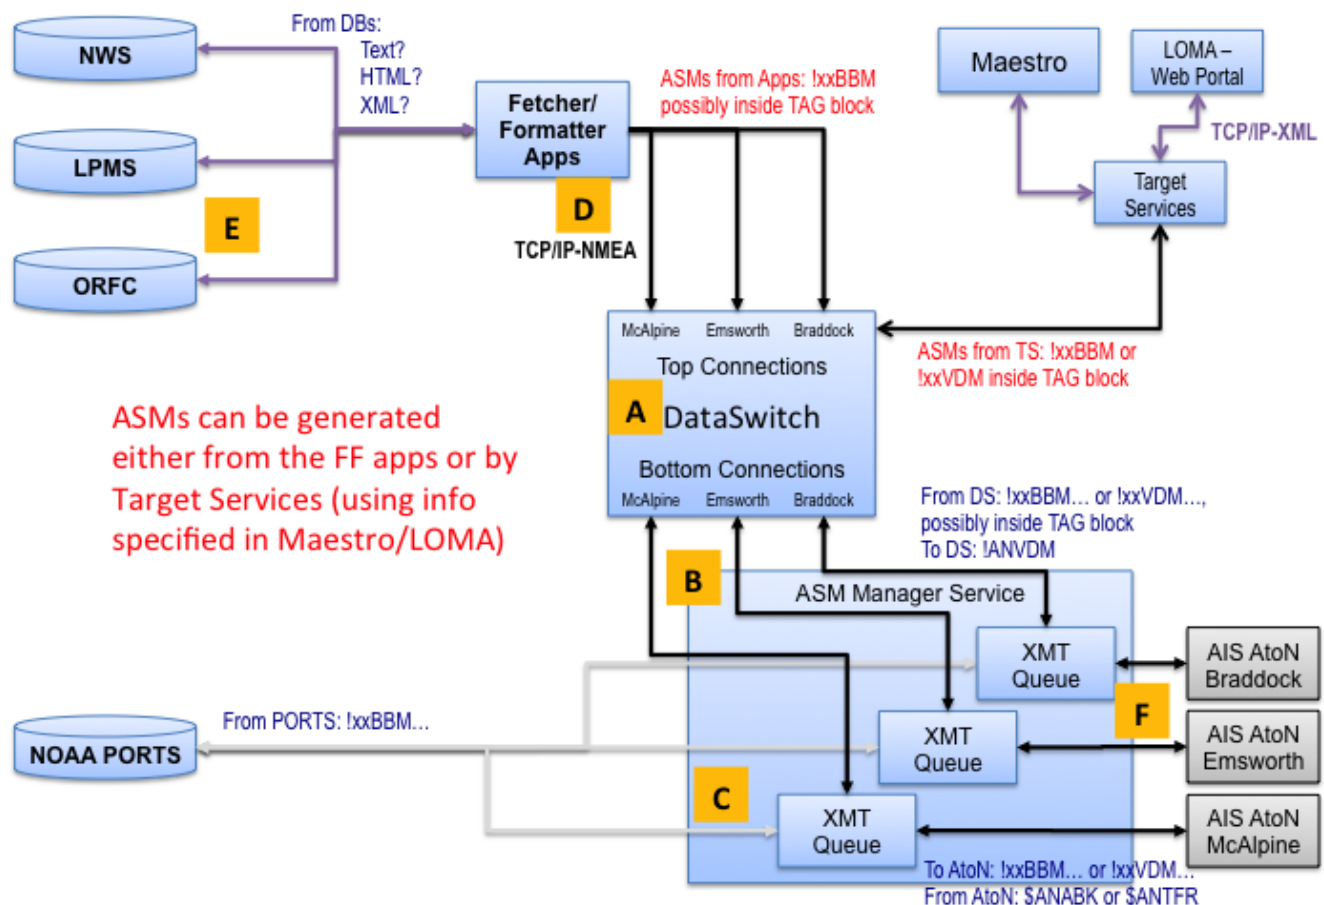 From DBs:
Text?
HTML?
XML?
NWS
LPMS
E
ORFC
Fetcher/
Formatter
Apps
D
TCP/IP-NMEA
ASMs from Apps: !xxBBM
possibly inside TAG block
Maestro
LOMA –
Web Portal
TCP/IP-XML
Target
Services
McAlpine Emsworth Braddock
Top Connections
A DataSwitch
Bottom Connections
McAlpine Emsworth Braddock
ASMs from TS: !xxBBM or
!xxVDM inside TAG block
ASMs can be generated
either from the FF apps or by
Target Services (using info
specified in Maestro/LOMA)
From DS: !xxBBM… or !xxVDM…,
possibly inside TAG block
To DS: !ANVDM
B
ASM Manager Service
XMT
Queue
AIS AtoN
Braddock
F
From PORTS: !xxBBM…
NOAA PORTS
XMT
Queue
AIS AtoN
Emsworth
C
XMT
Queue
AIS AtoN
McAlpine
To AtoN: !xxBBM… or !xxVDM…
From AtoN: $ANABK or $ANTFR